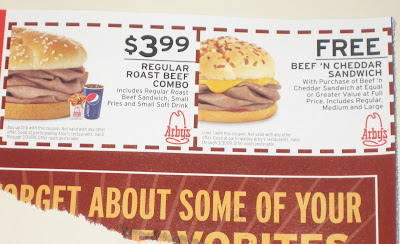 $3.99
REGULAR
ROAST BEEF
COMBO
Includes Regular Roast
Beef Sandwich, Small
Fries and Small Soft Drink
Arby's
FREE
BEEF 'N CHEDDAR
SANDWICH
With Purchase of Beef 'n
Cheddar Sandwich at Equal
or Greater Value at Full
Price. Includes Regular,
Medium and Large
Arby's
ORGET ABOUT SOME OF YOUR
FAVORITES